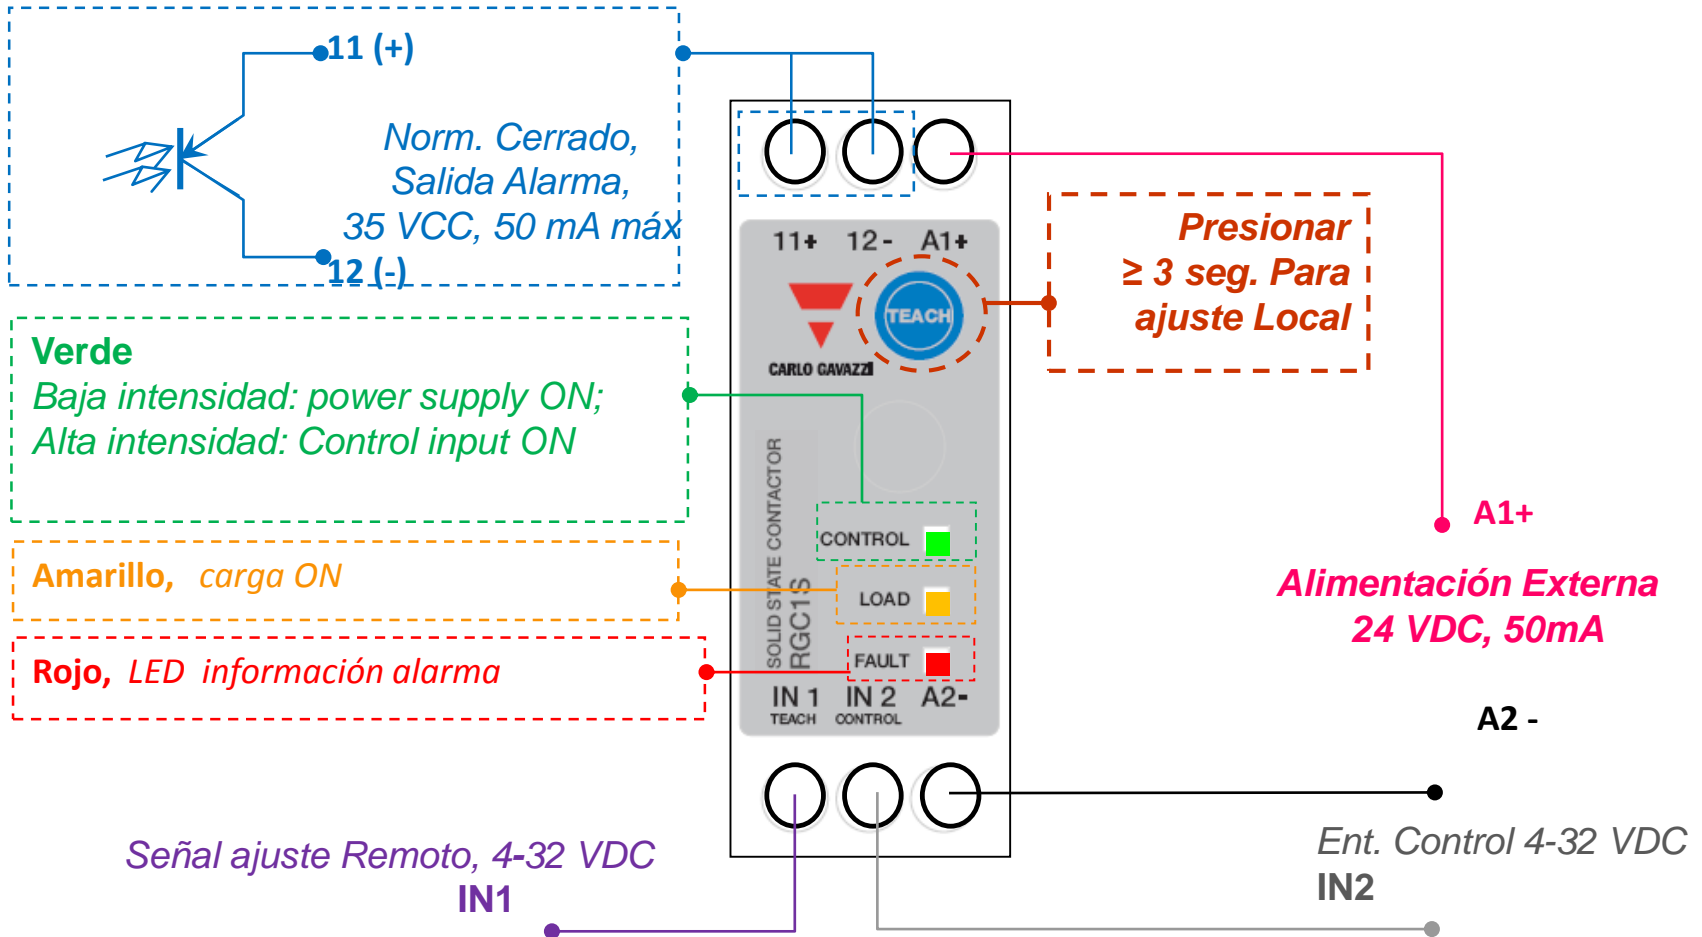 11 (+)
Norm. Cerrado,
Salida Alarma,
35 VCC, 50 mA máx
12 (-)
Verde
Baja intensidad: power supply ON;
Alta intensidad: Control input ON
Amarillo, carga ON
Rojo, LED información alarma
11+ 12- A1+
TEACH
CARLO GAVAZZI
SOLID STATE CONTACTOR
RGC1S
CONTROL
LOAD
FAULT
IN 1 IN 2 A2-
TEACH CONTROL
Presionar
≥ 3 seg. Para
ajuste Local
A1+
Alimentación Externa
24 VDC, 50mA
A2 -
Señal ajuste Remoto, 4-32 VDC
IN1
Ent. Control 4-32 VDC
IN2